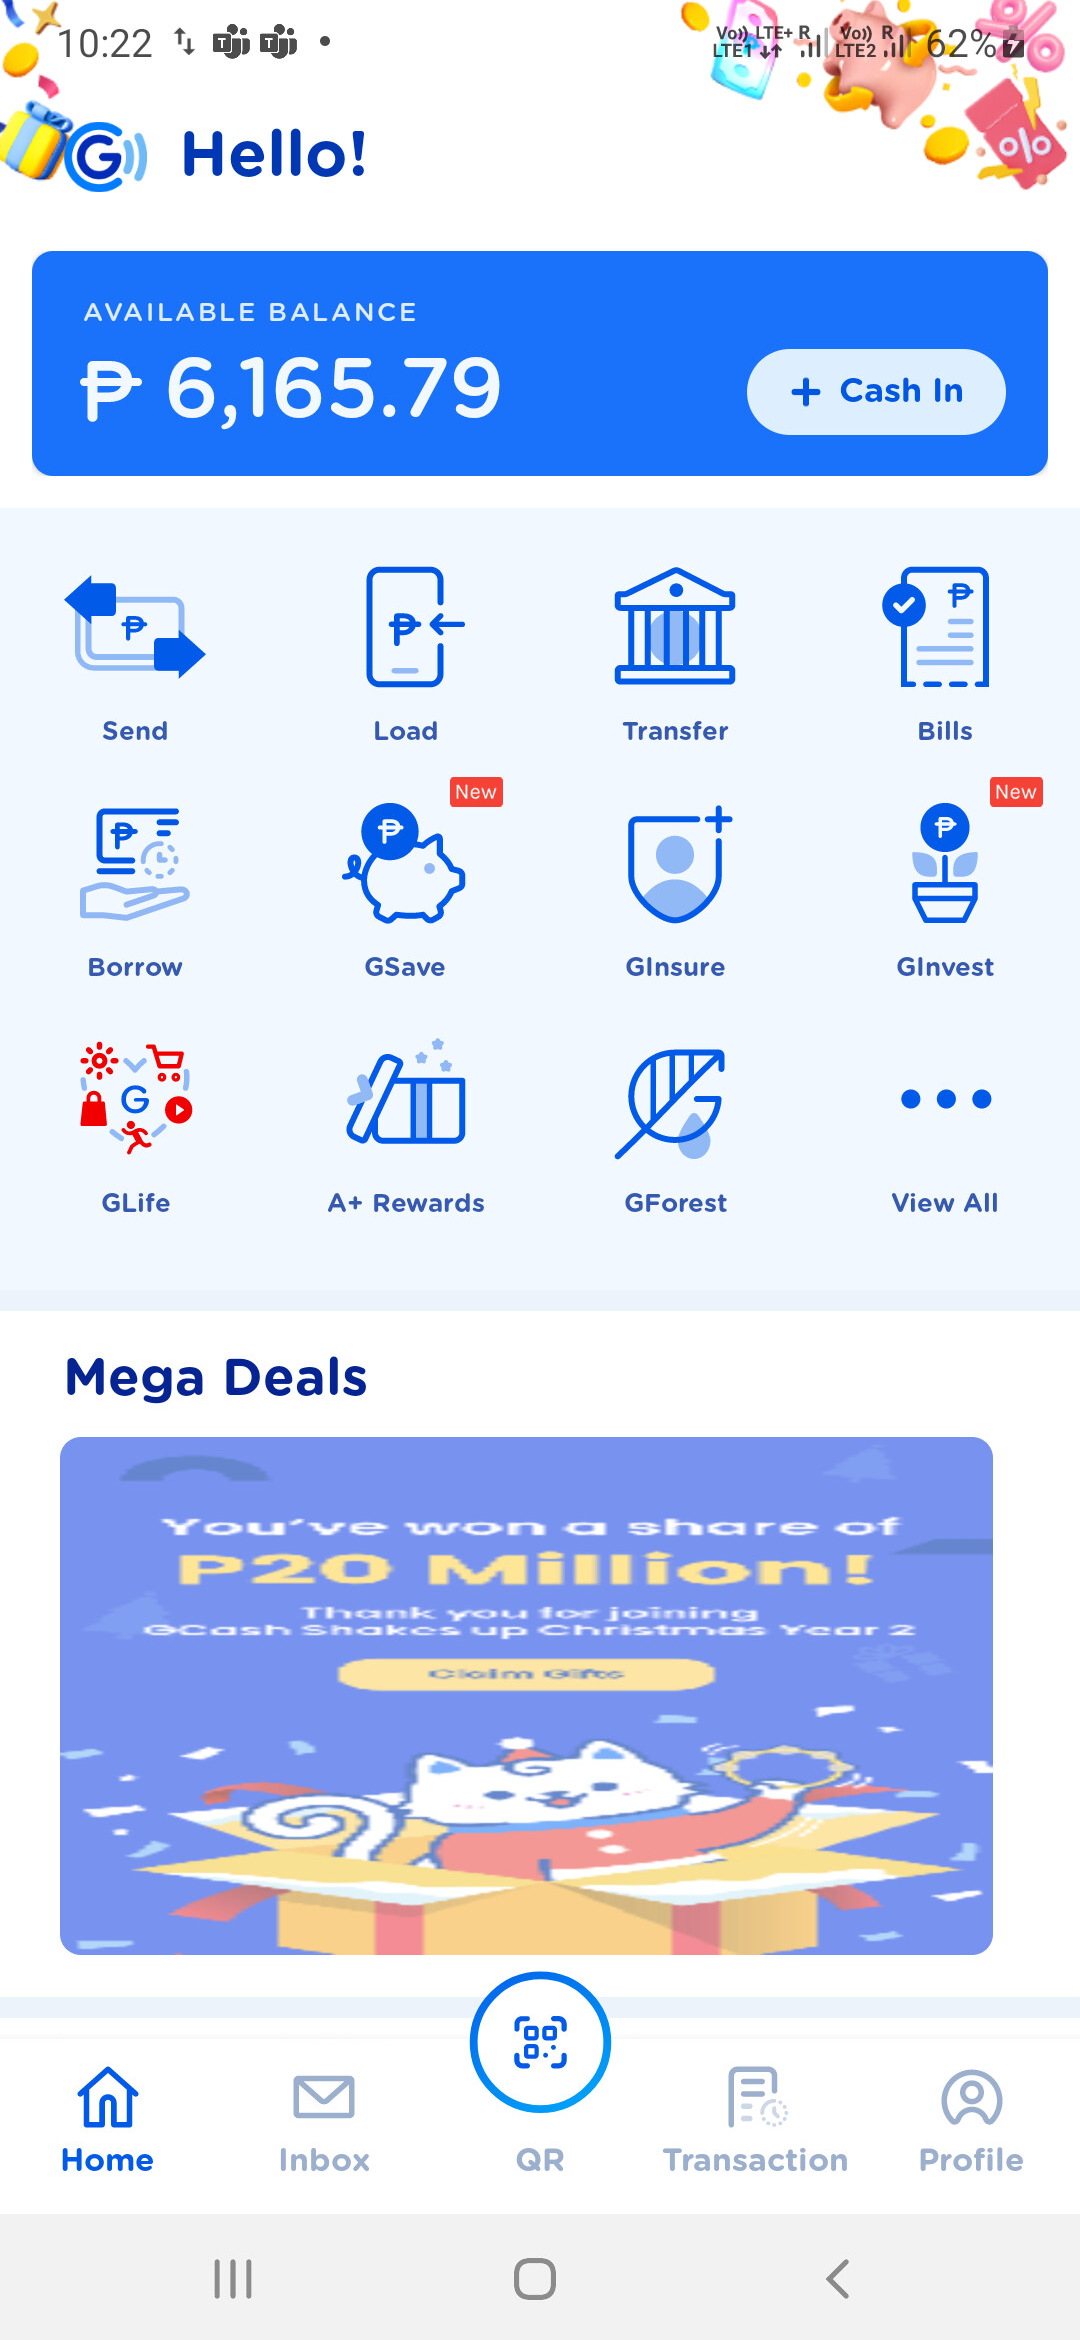 10:22
Vo)) LTE+ R
LTE1
Vo)) R
LTE2
62%
Hello!
AVAILABLE BALANCE
₱ 6,165.79
+ Cash In
Send
Load
Transfer
Bills
New
New
Borrow
GSave
GInsure
GInvest
GLife
A+ Rewards
GForest
View All
Mega Deals
You've won a share of
P20 Million!
Thank you for joining
GCash Shakes up Christmas Year 2
Claim Gifts
Home
Inbox
QR
Transaction
Profile